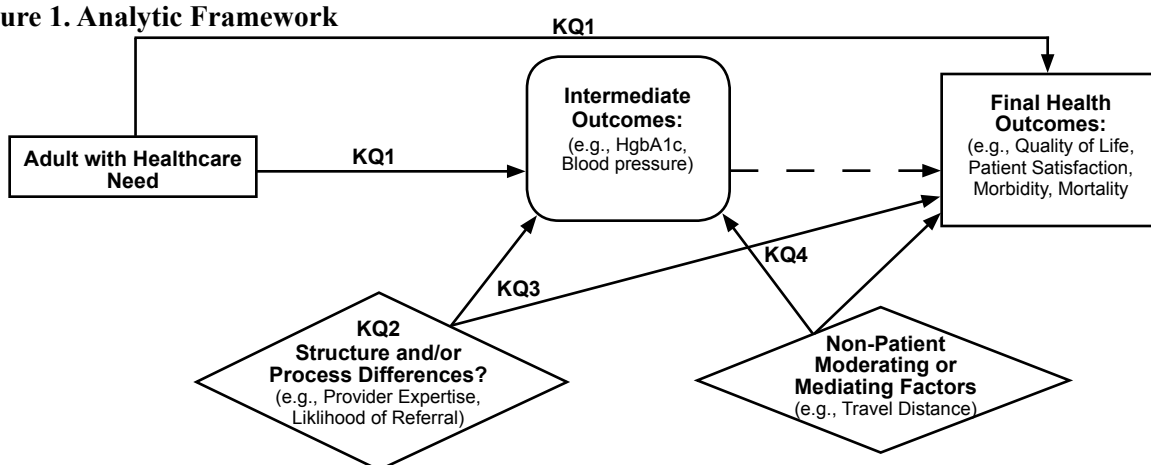 ure 1. Analytic Framework
KQ1
Adult with Healthcare
Need
KQ1
Intermediate
Outcomes:
(e.g., HgbA1c,
Blood pressure)
Final Health
Outcomes:
(e.g., Quality of Life,
Patient Satisfaction,
Morbidity, Mortality
KQ3
KQ4
KQ2
Structure and/or
Process Differences?
(e.g., Provider Expertise,
Liklihood of Referral)
Non-Patient
Moderating or
Mediating Factors
(e.g., Travel Distance)